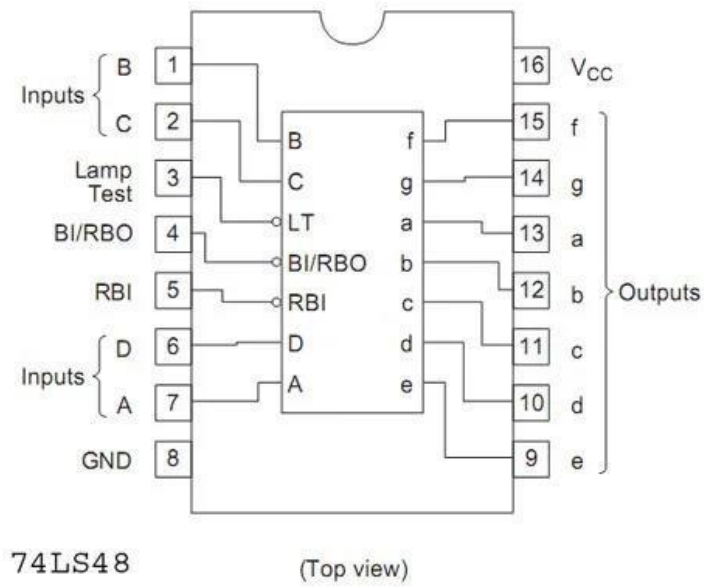 B 1 16 VCC
Inputs
C 2 15 f
B f
Lamp
Test 3 14 g
C g
LT a
BI/RBO 4 13 a
BI/RBO b
RBI 5 12 b
RBI c
Outputs
D 6 11 c
D d
Inputs
A 7 10 d
A e
GND 8 9 e
74LS48
(Top view)